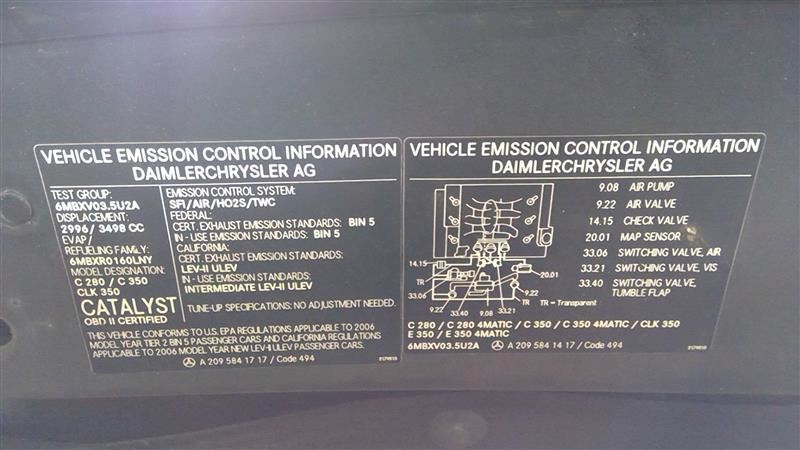 VEHICLE EMISSION CONTROL INFORMATION
DAIMLERCHRYSLER AG
TEST GROUP:
6MBXV03.5U2A
DISPLACEMENT:
2996/ 3498 CC
EVAP/
REFUELING FAMILY:
6MBXR0160LNY
MODEL DESIGNATION:
C 280 / C 350
CLK 350
CATALYST
OBD II CERTIFIED
EMISSION CONTROL SYSTEM:
SFI/AIR/HO2S/TWC
FEDERAL:
CERT. EXHAUST EMISSION STANDARDS: BIN 5
IN - USE EMISSION STANDARDS: BIN 5
CALIFORNIA:
CERT. EXHAUST EMISSION STANDARDS:
LEV-II ULEV
IN - USE EMISSION STANDARDS:
INTERMEDIATE LEV-II ULEV
TUNE-UP SPECIFICATIONS: NO ADJUSTMENT NEEDED.
THIS VEHICLE CONFORMS TO U.S. EPA REGULATIONS APPLICABLE TO 2006
MODEL YEAR TIER 2 BIN 5 PASSENGER CARS AND CALIFORNIA REGULATIONS
APPLICABLE TO 2006 MODEL YEAR NEW LEV-II ULEV PASSENGER CARS.
A 209 584 17 17 / Code 494
VEHICLE EMISSION CONTROL INFORMATION
DAIMLERCHRYSLER AG
9.08 AIR PUMP
9.22 AIR VALVE
14.15 CHECK VALVE
20.01 MAP SENSOR
33.06 SWITCHING VALVE, AIR
33.21 SWITCHING VALVE, VIS
33.40 SWITCHING VALVE,
TUMBLE FLAP
14.15
20.01
TR
TR
33.06
9.22
33.40
9.08
33.21
TR - Transparent
C 280 / C 280 4MATIC / C 350 / C 350 4MATIC / CLK 350
E 350 / E 350 4MATIC
6MBXV03.5U2A
A 209 584 14 17 / Code 494